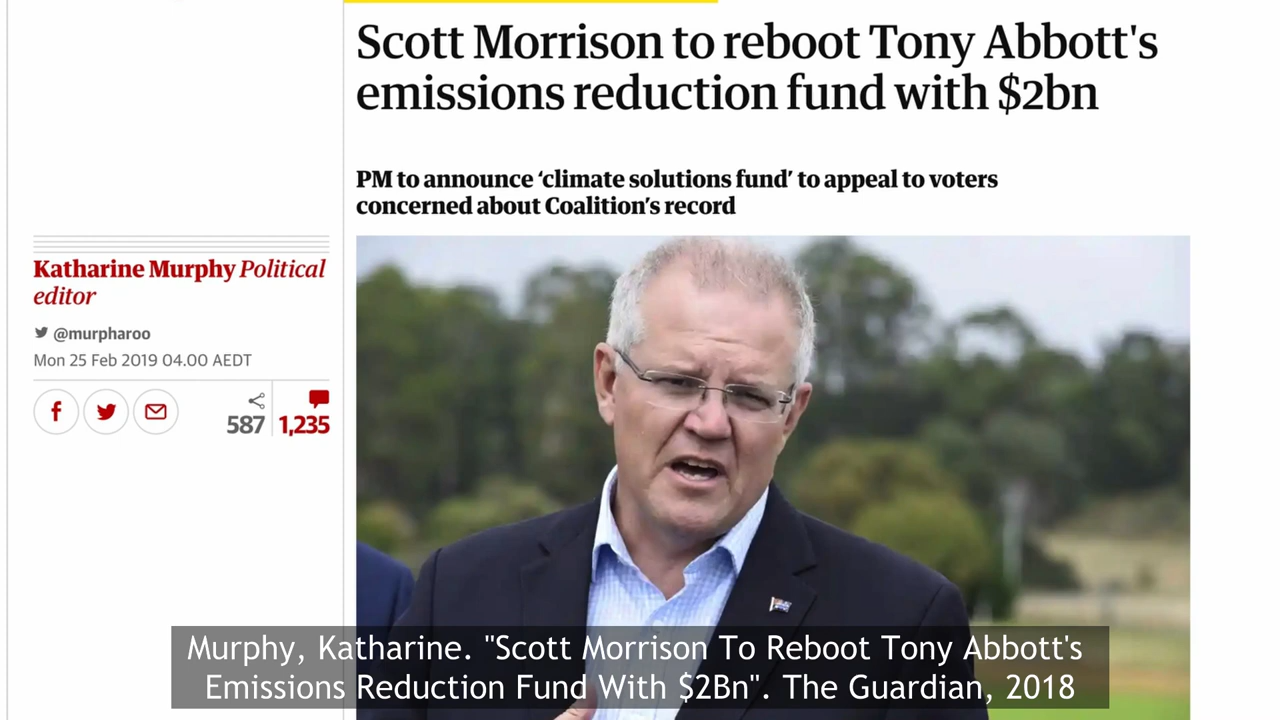 Scott Morrison to reboot Tony Abbott's
emissions reduction fund with $2bn
PM to announce ‘climate solutions fund’ to appeal to voters
concerned about Coalition’s record
Katharine Murphy Political
editor
@murpharoo
Mon 25 Feb 2019 04.00 AEDT
587
1,235
Murphy, Katharine. "Scott Morrison To Reboot Tony Abbott's
Emissions Reduction Fund With $2Bn". The Guardian, 2018